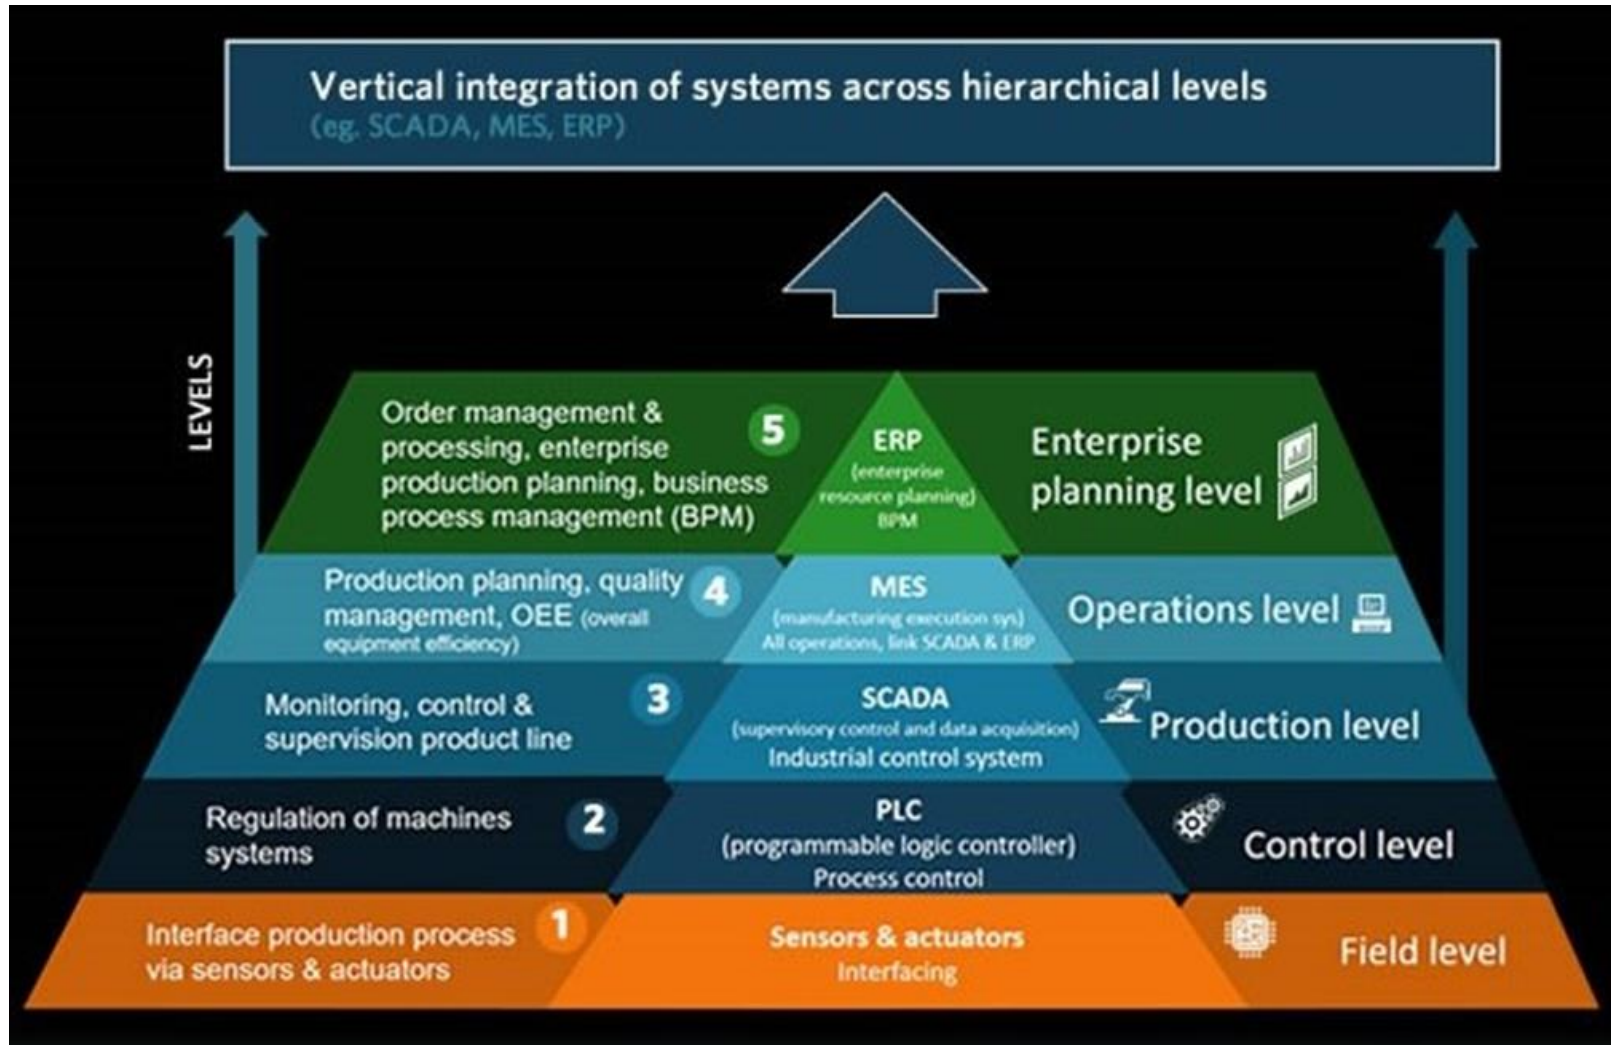 Vertical integration of systems across hierarchical levels
(eg. SCADA, MES, ERP)
LEVELS
Order management &
processing, enterprise
production planning, business
process management (BPM)
5
ERP
(enterprise
resource planning)
BPM
Enterprise
planning level
Production planning, quality
management, OEE (overall
equipment efficiency)
4
MES
(manufacturing execution sys)
All operations, link SCADA & ERP
Operations level
Monitoring, control &
supervision product line
3
SCADA
(supervisory control and data acquisition)
Industrial control system
Production level
Regulation of machines
systems
2
PLC
(programmable logic controller)
Process control
Control level
Interface production process
via sensors & actuators
1
Sensors & actuators
Interfacing
Field level